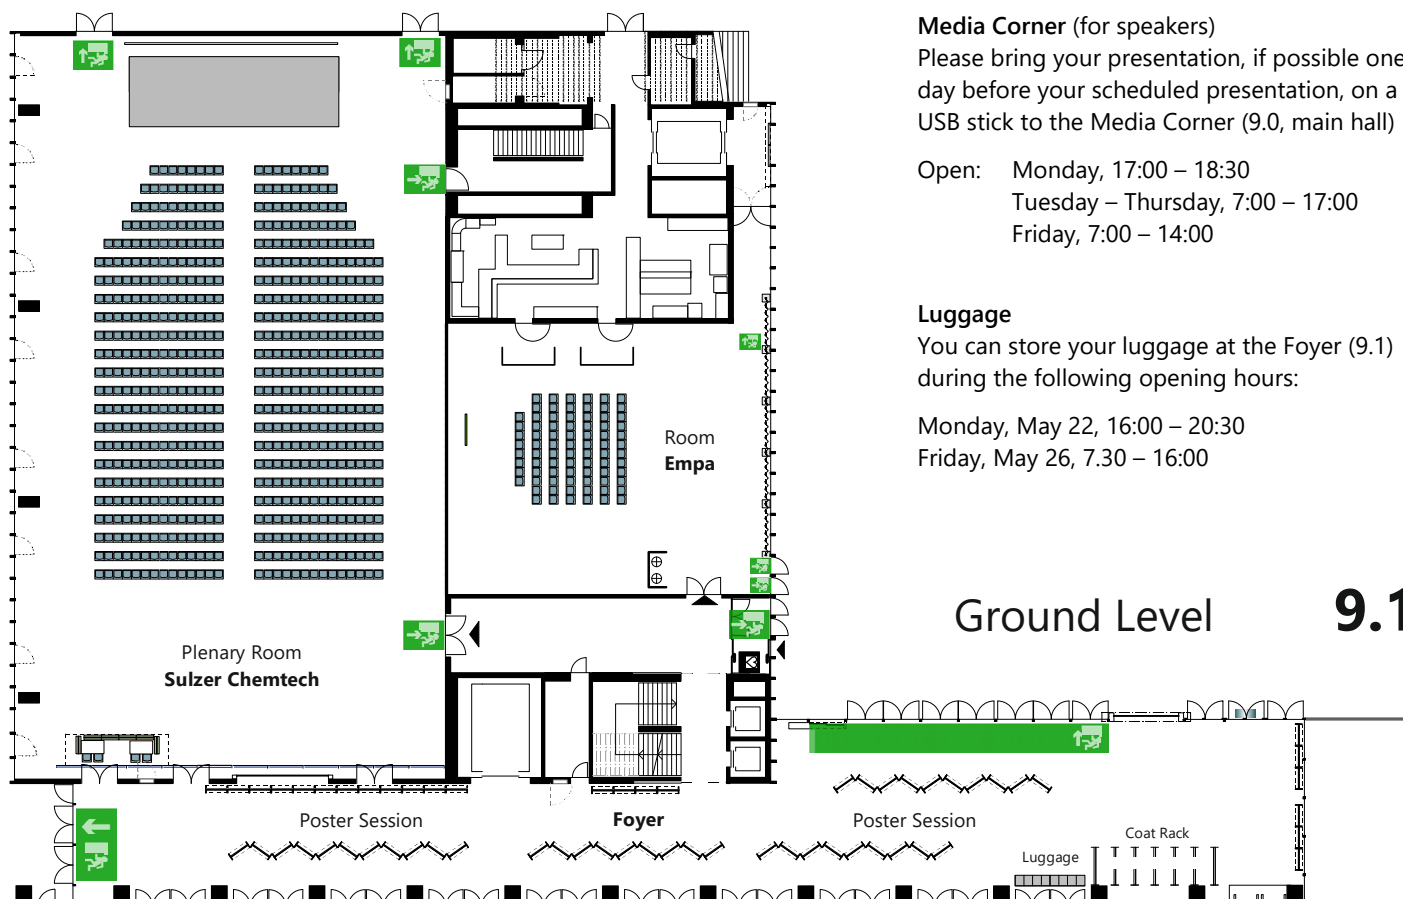 Media Corner (for speakers)
Please bring your presentation, if possible one
day before your scheduled presentation, on a
USB stick to the Media Corner (9.0, main hall)
Open: Monday, 17:00 – 18:30
Tuesday – Thursday, 7:00 – 17:00
Friday, 7:00 – 14:00
Luggage
You can store your luggage at the Foyer (9.1)
during the following opening hours:
Monday, May 22, 16:00 – 20:30
Friday, May 26, 7.30 – 16:00
Room
Empa
Ground Level 9.1
Plenary Room
Sulzer Chemtech
Poster Session
Foyer
Poster Session
Coat Rack
Luggage